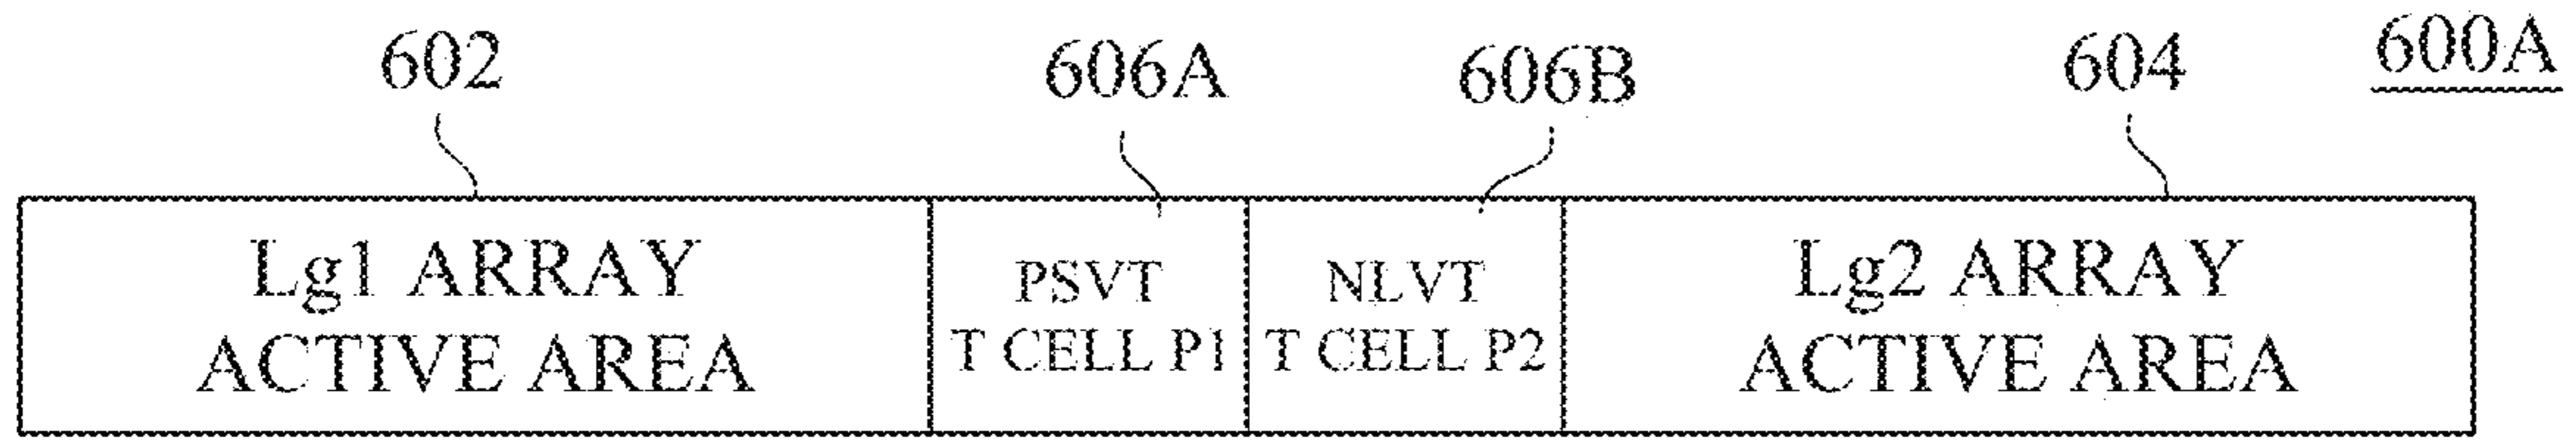 602
606A
606B
604
600A
Lg1 ARRAY
ACTIVE AREA
PSVT
T CELL P1
NLVT
T CELL P2
Lg2 ARRAY
ACTIVE AREA